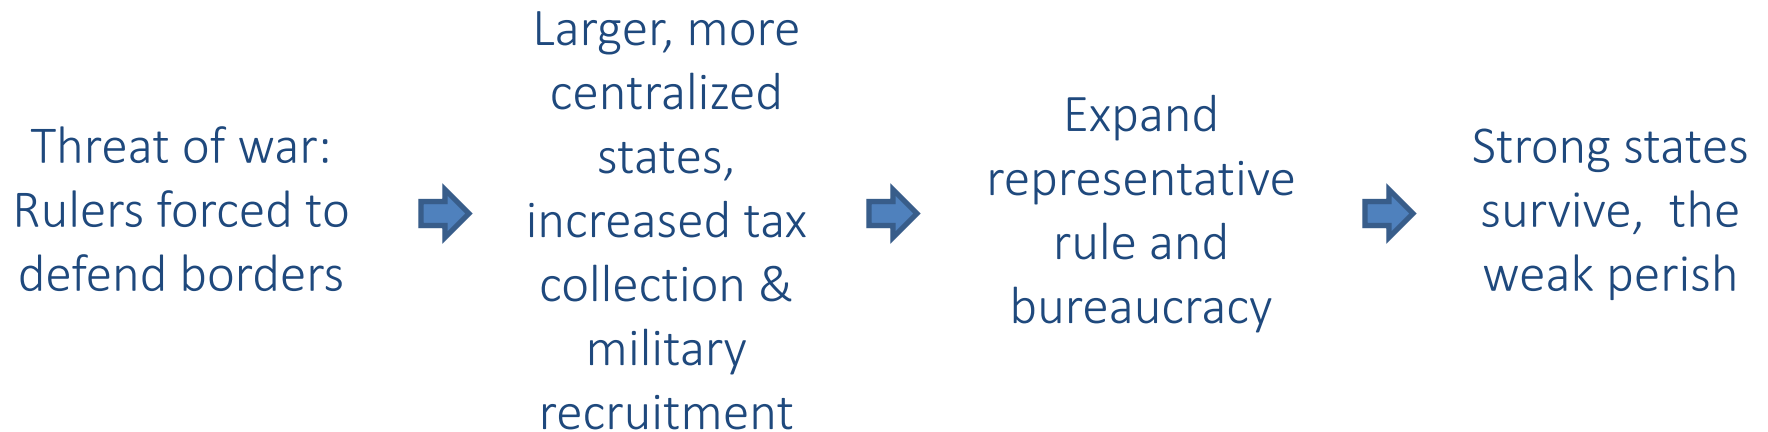 Threat of war:
Rulers forced to
defend borders
Larger, more
centralized
states,
increased tax
collection &
military
recruitment
Expand
representative
rule and
bureaucracy
Strong states
survive,  the
weak perish